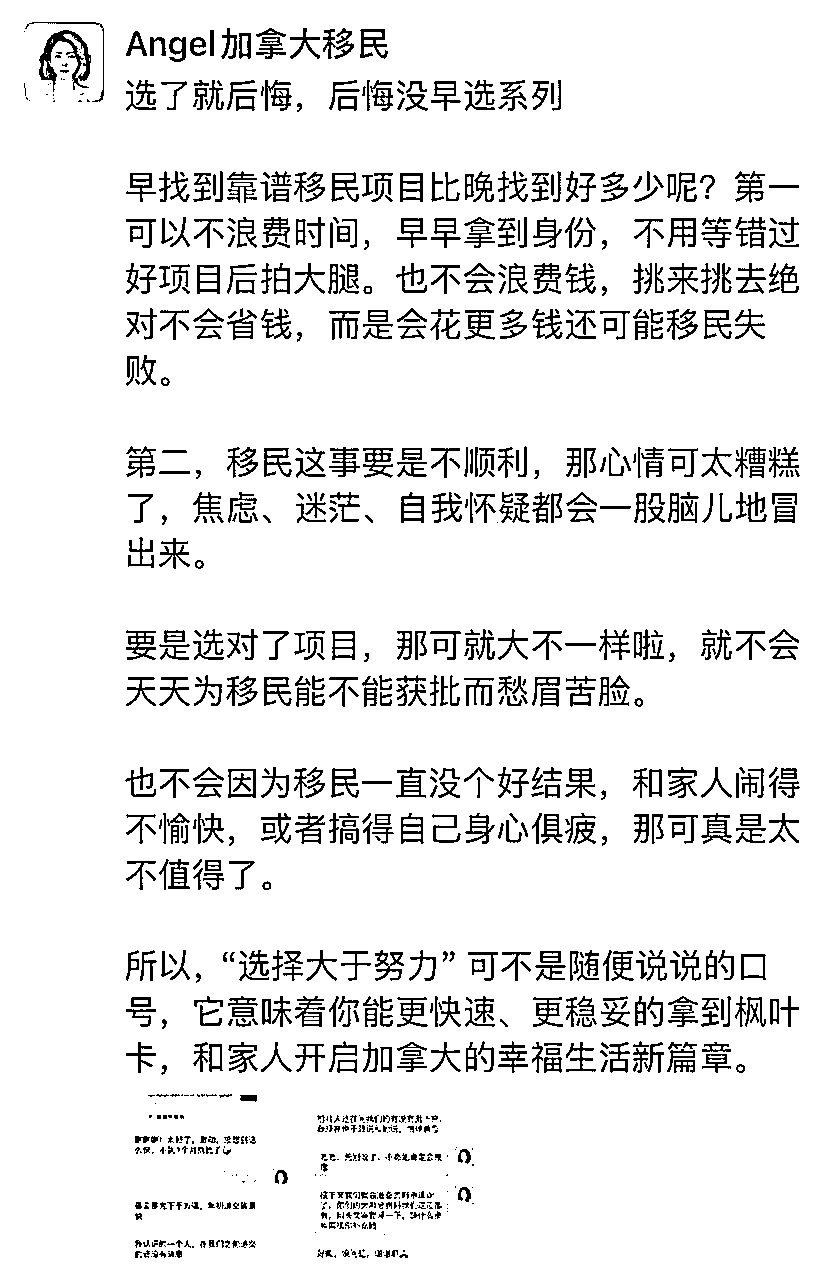 Angel加拿大移民
选了就后悔，后悔没早选系列
早找到靠谱移民项目比晚找到好多少呢？第一
可以不浪费时间，早早拿到身份，不用等错过
好项目后拍大腿。也不会浪费钱，挑来挑去绝
对不会省钱，而是会花更多钱还可能移民失
败。
第二，移民这事要是不顺利，那心情可太糟糕
了，焦虑、迷茫、自我怀疑都会一股脑儿地冒
出来。
要是选对了项目，那可就大不一样啦，就不会
天天为移民能不能获批而愁眉苦脸。
也不会因为移民一直没个好结果，和家人闹得
不愉快，或者搞得自己身心俱疲，那可真是太
不值得了。
所以，“选择大于努力” 可不是随便说说的口
号，它意味着你能更快速、更稳妥的拿到枫叶
卡，和家人开启加拿大的幸福生活新篇章。